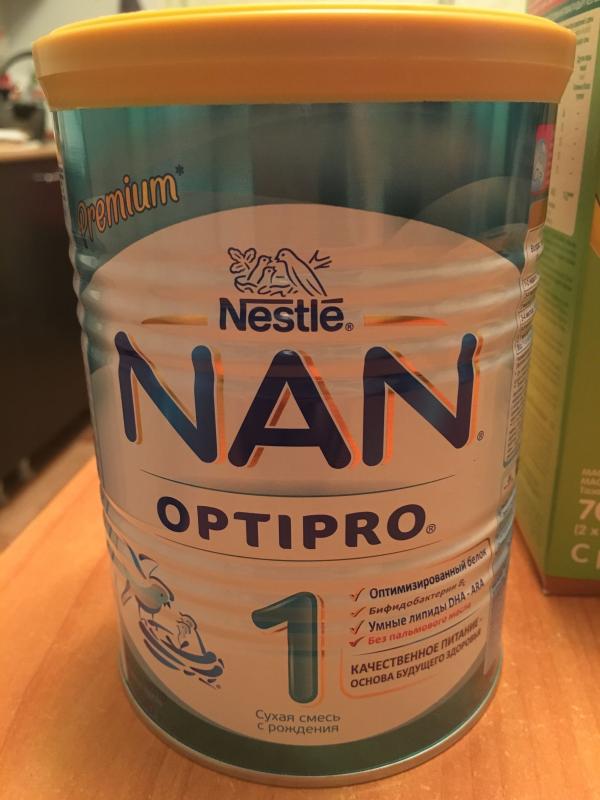 Premium*
Nestlé®
NAN®
OPTIPRO®
1
Оптимизированный белок
Бифидобактерии BL
Умные липиды DHA - ARA
Без пальмового масла
КАЧЕСТВЕННОЕ ПИТАНИЕ -
ОСНОВА БУДУЩЕГО ЗДОРОВЬЯ
Сухая смесь
с рождения